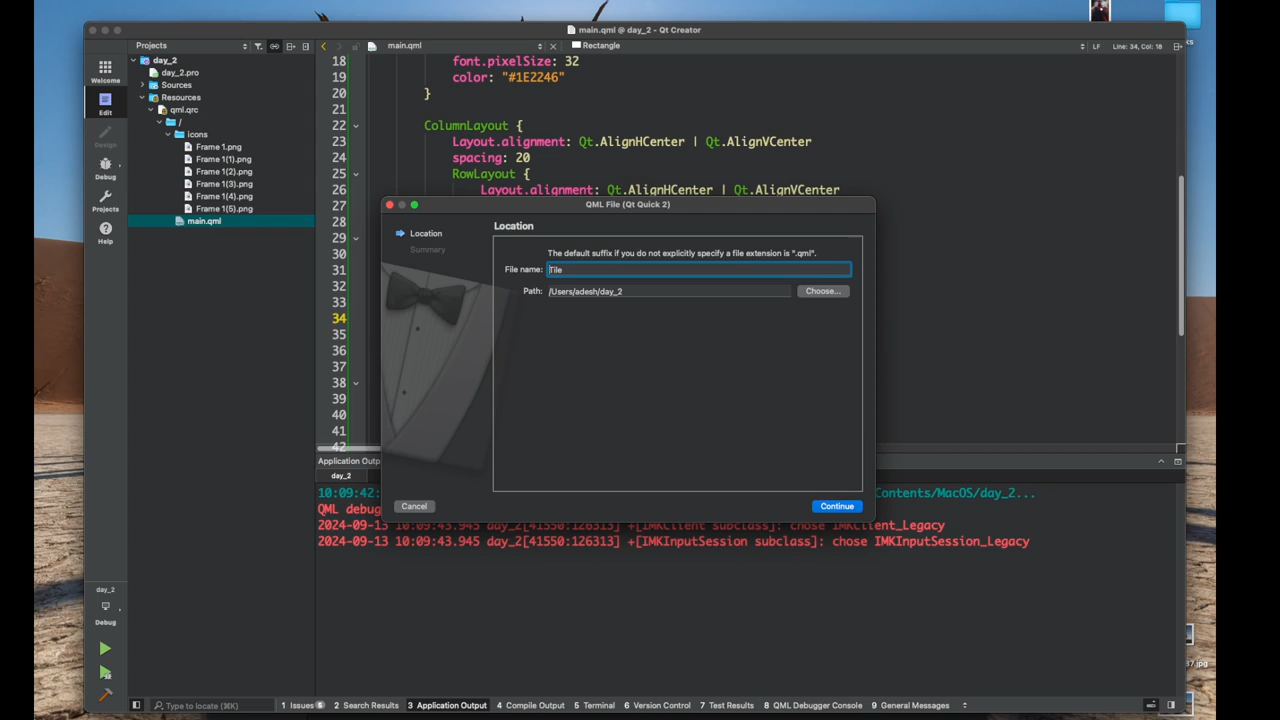 main.qml @ day_2 - Qt Creator
Projects
main.qml
Rectangle
LF
Line: 34, Col: 18
Welcome
Edit
Design
Debug
Projects
Help
day_2
day_2.pro
Sources
Resources
qml.qrc
/
icons
Frame 1.png
Frame 1(1).png
Frame 1(2).png
Frame 1(3).png
Frame 1(4).png
Frame 1(5).png
main.qml
18 font.pixelSize: 32
19 color: "#1E2246"
20 }
21
22 ColumnLayout {
23 Layout.alignment: Qt.AlignHCenter | Qt.AlignVCenter
24 spacing: 20
25 RowLayout {
26 Layout.alignment: Qt.AlignHCenter | Qt.AlignVCenter
28
29
30
31
32
33
34
35
36
37
38
39
40
41
42
QML File (Qt Quick 2)
Location
Summary
Location
The default suffix if you do not explicitly specify a file extension is ".qml".
File name: Tile
Path: /Users/adesh/day_2
Choose...
Cancel
Continue
Application Outp
day_2
10:09:42: Contents/MacOS/day_2...
QML debug
2024-09-13 10:09:43.945 day_2[41550:126313] +[IMKClient subclass]: chose IMKClient_Legacy
2024-09-13 10:09:43.945 day_2[41550:126313] +[IMKInputSession subclass]: chose IMKInputSession_Legacy
day_2
Debug
Type to locate (⌘K)
1 Issues 6
2 Search Results
3 Application Output
4 Compile Output
5 Terminal
6 Version Control
7 Test Results
8 QML Debugger Console
9 General Messages
ks
37.jpg